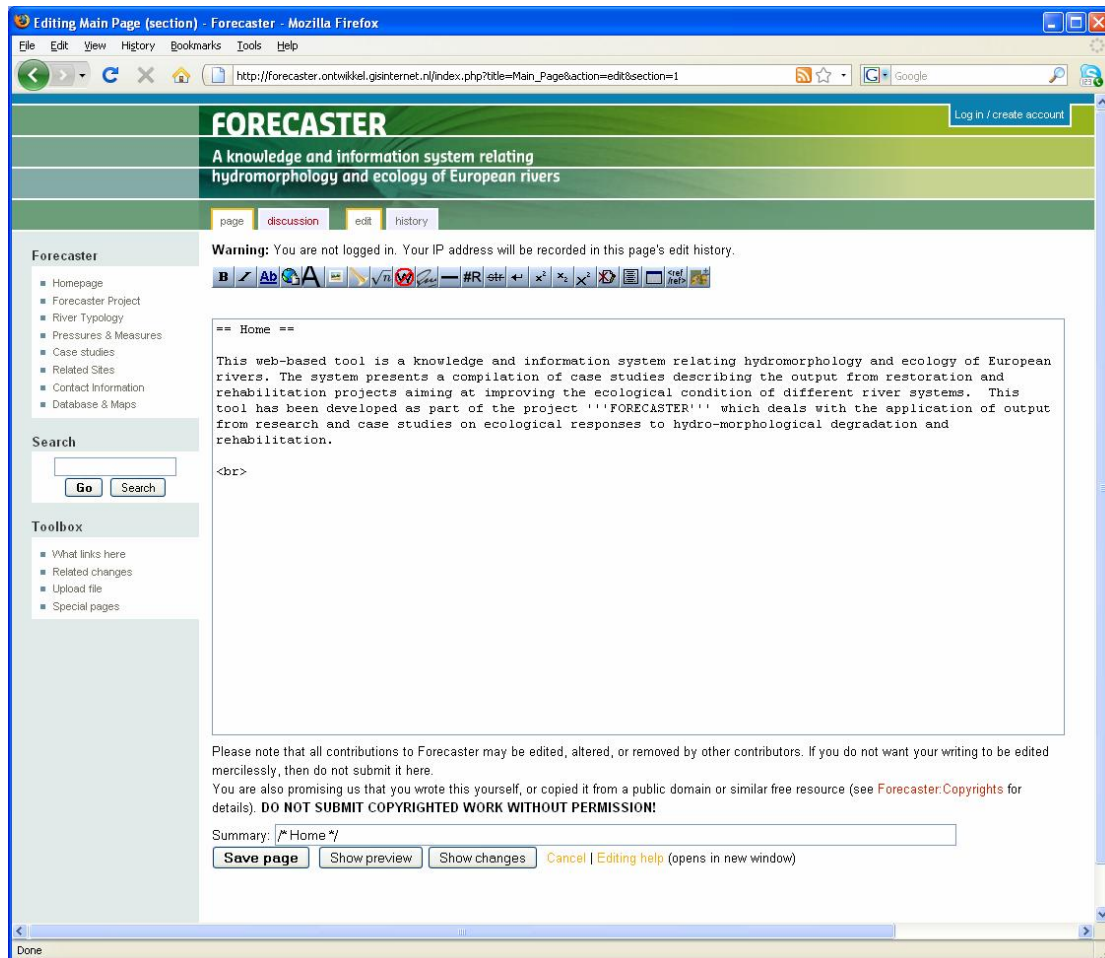 Editing Main Page (section) - Forecaster - Mozilla Firefox
File Edit View History Bookmarks Tools Help
http://forecaster.ontwikkel.gisinternet.nl/index.php?title=Main_Page&action=edit&section=1
Google
Log in / create account
FORECASTER
A knowledge and information system relating
hydromorphology and ecology of European rivers
page discussion edit history
Warning: You are not logged in. Your IP address will be recorded in this page's edit history.
B I Ab A √n W #R str x² x₂ x² <ref href>
Forecaster
Homepage
Forecaster Project
River Typology
Pressures & Measures
Case studies
Related Sites
Contact Information
Database & Maps
Search
Go Search
Toolbox
What links here
Related changes
Upload file
Special pages
== Home ==
This web-based tool is a knowledge and information system relating hydromorphology and ecology of European
rivers. The system presents a compilation of case studies describing the output from restoration and
rehabilitation projects aiming at improving the ecological condition of different river systems.  This
tool has been developed as part of the project '''FORECASTER''' which deals with the application of output
from research and case studies on ecological responses to hydro-morphological degradation and
rehabilitation.
<br>
Please note that all contributions to Forecaster may be edited, altered, or removed by other contributors. If you do not want your writing to be edited
mercilessly, then do not submit it here.
You are also promising us that you wrote this yourself, or copied it from a public domain or similar free resource (see Forecaster:Copyrights for
details). DO NOT SUBMIT COPYRIGHTED WORK WITHOUT PERMISSION!
Summary: /* Home */
Save page Show preview Show changes Cancel | Editing help (opens in new window)
Done